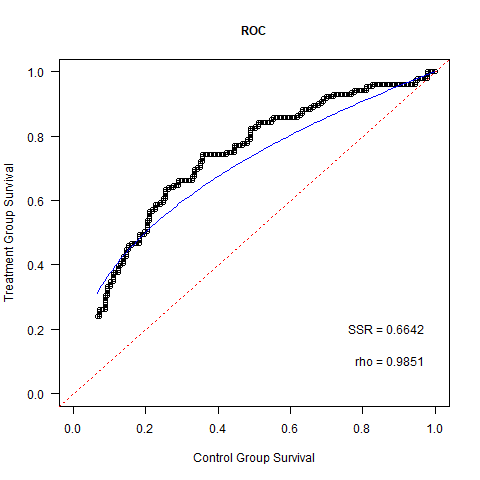 ROC
Treatment Group Survival
1.0
0.8
0.6
0.4
0.2
0.0
SSR = 0.6642
rho = 0.9851
0.0 0.2 0.4 0.6 0.8 1.0
Control Group Survival